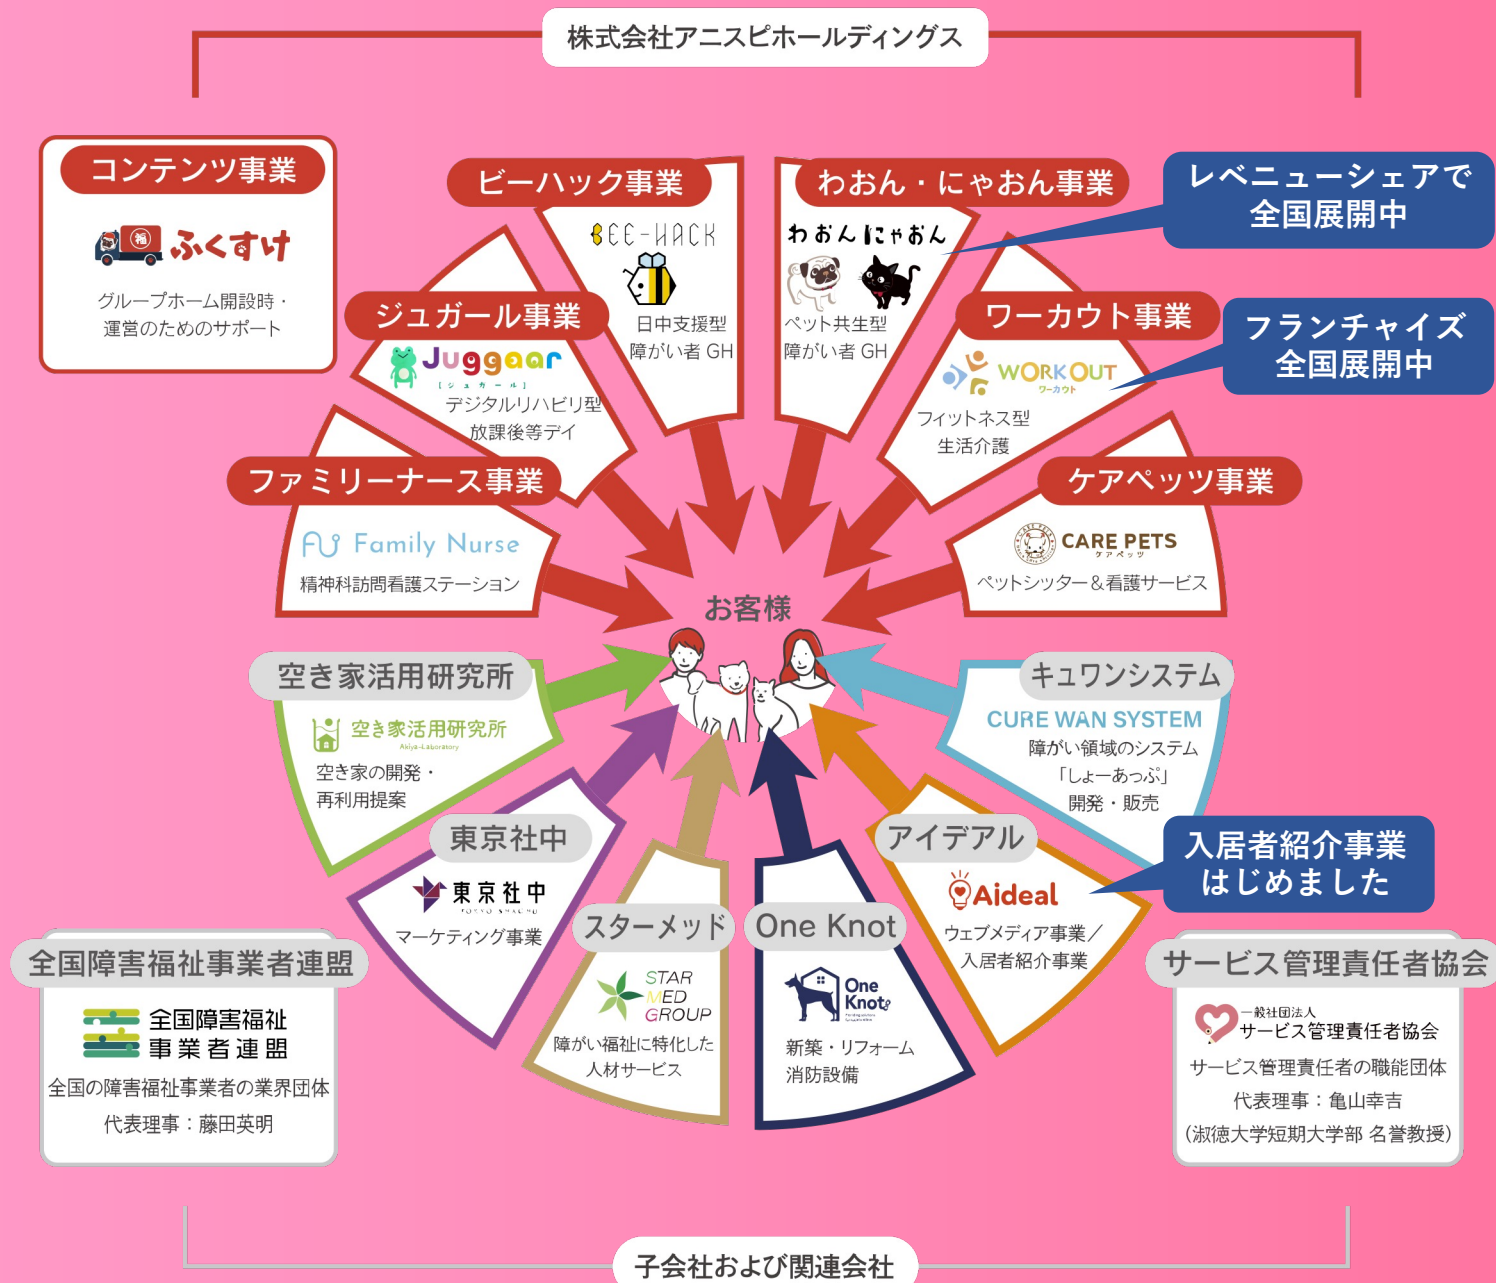 株式会社アニスピホールディングス
コンテンツ事業
福
ふくすけ
グループホーム開設時・
運営のためのサポート
ビーハック事業
BEE-HACK
日中支援型
障がい者 GH
わおん・にゃおん事業
わおんにゃおん
ペット共生型
障がい者 GH
レベニューシェアで
全国展開中
ジュガール事業
Juggaar
[ジュガール]
デジタルリハビリ型
放課後等デイ
ワーカウト事業
WORK OUT
ワーカウト
フィットネス型
生活介護
フランチャイズ
全国展開中
ファミリーナース事業
Family Nurse
精神科訪問看護ステーション
ケアペッツ事業
CARE PETS
ケアペッツ
ペットシッター&看護サービス
お客様
空き家活用研究所
空き家活用研究所
Akiya-Laboratory
空き家の開発・
再利用提案
キュワンシステム
CURE WAN SYSTEM
障がい領域のシステム
「しょーあっぷ」
開発・販売
東京社中
東京社中
TOKYO SHACHU
マーケティング事業
アイデアル
Aideal
ウェブメディア事業/
入居者紹介事業
入居者紹介事業
はじめました
スターメッド
STAR
MED
GROUP
障がい福祉に特化した
人材サービス
One Knot
One
Knot
新築・リフォーム
消防設備
全国障害福祉事業者連盟
全国障害福祉
事業者連盟
全国の障害福祉事業者の業界団体
代表理事:藤田英明
サービス管理責任者協会
一般社団法人
サービス管理責任者協会
サービス管理責任者の職能団体
代表理事:亀山幸吉
(淑徳大学短期大学部 名誉教授)
子会社および関連会社